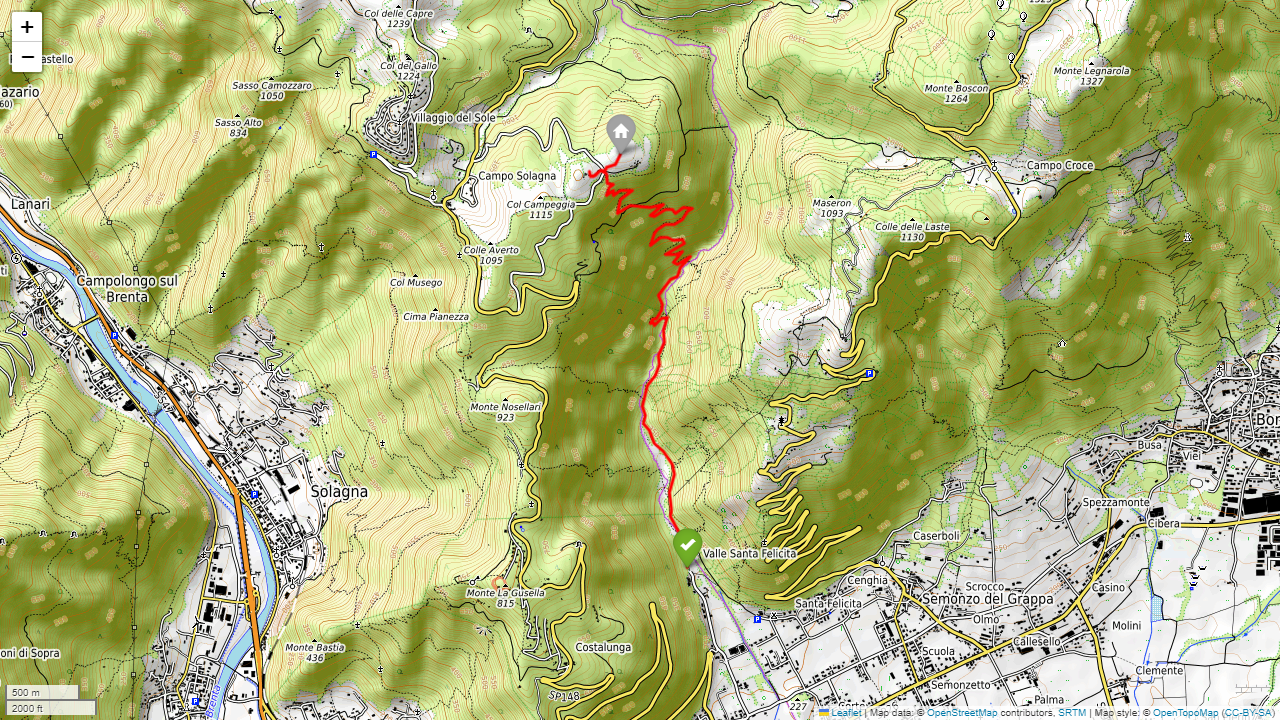 +
−
Col delle Capre
1239
Col del Gallo
1224
Sasso Camozzaro
1050
Sasso Alto
834
Villaggio del Sole
Campo Solagna
Col Campeggia
1115
Colle Averto
1095
Col Musego
Cima Pianezza
Lanari
Campolongo sul
Brenta
Monte Nosellari
923
Solagna
Monte La Gusella
815
Monte Bastia
436
oni di Sopra
Brenta
Costalunga
SP148
Valle Santa Felicita
Monte Legnarola
1327
Monte Boscon
1264
Campo Croce
Maseron
1093
Colle delle Laste
1130
Busa
Viel
Bor
Spezzamonte
Cibera
Caserboli
Cenghia
Santa Felicita
Scrocco
Semonzo del Grappa
Olmo
Casino
Molini
Callesello
Scuola
Semonzetto
Clemente
Palma
227
500 m
2000 ft
Leaflet | Map data: © OpenStreetMap contributors, SRTM | Map style: © OpenTopoMap (CC-BY-SA)